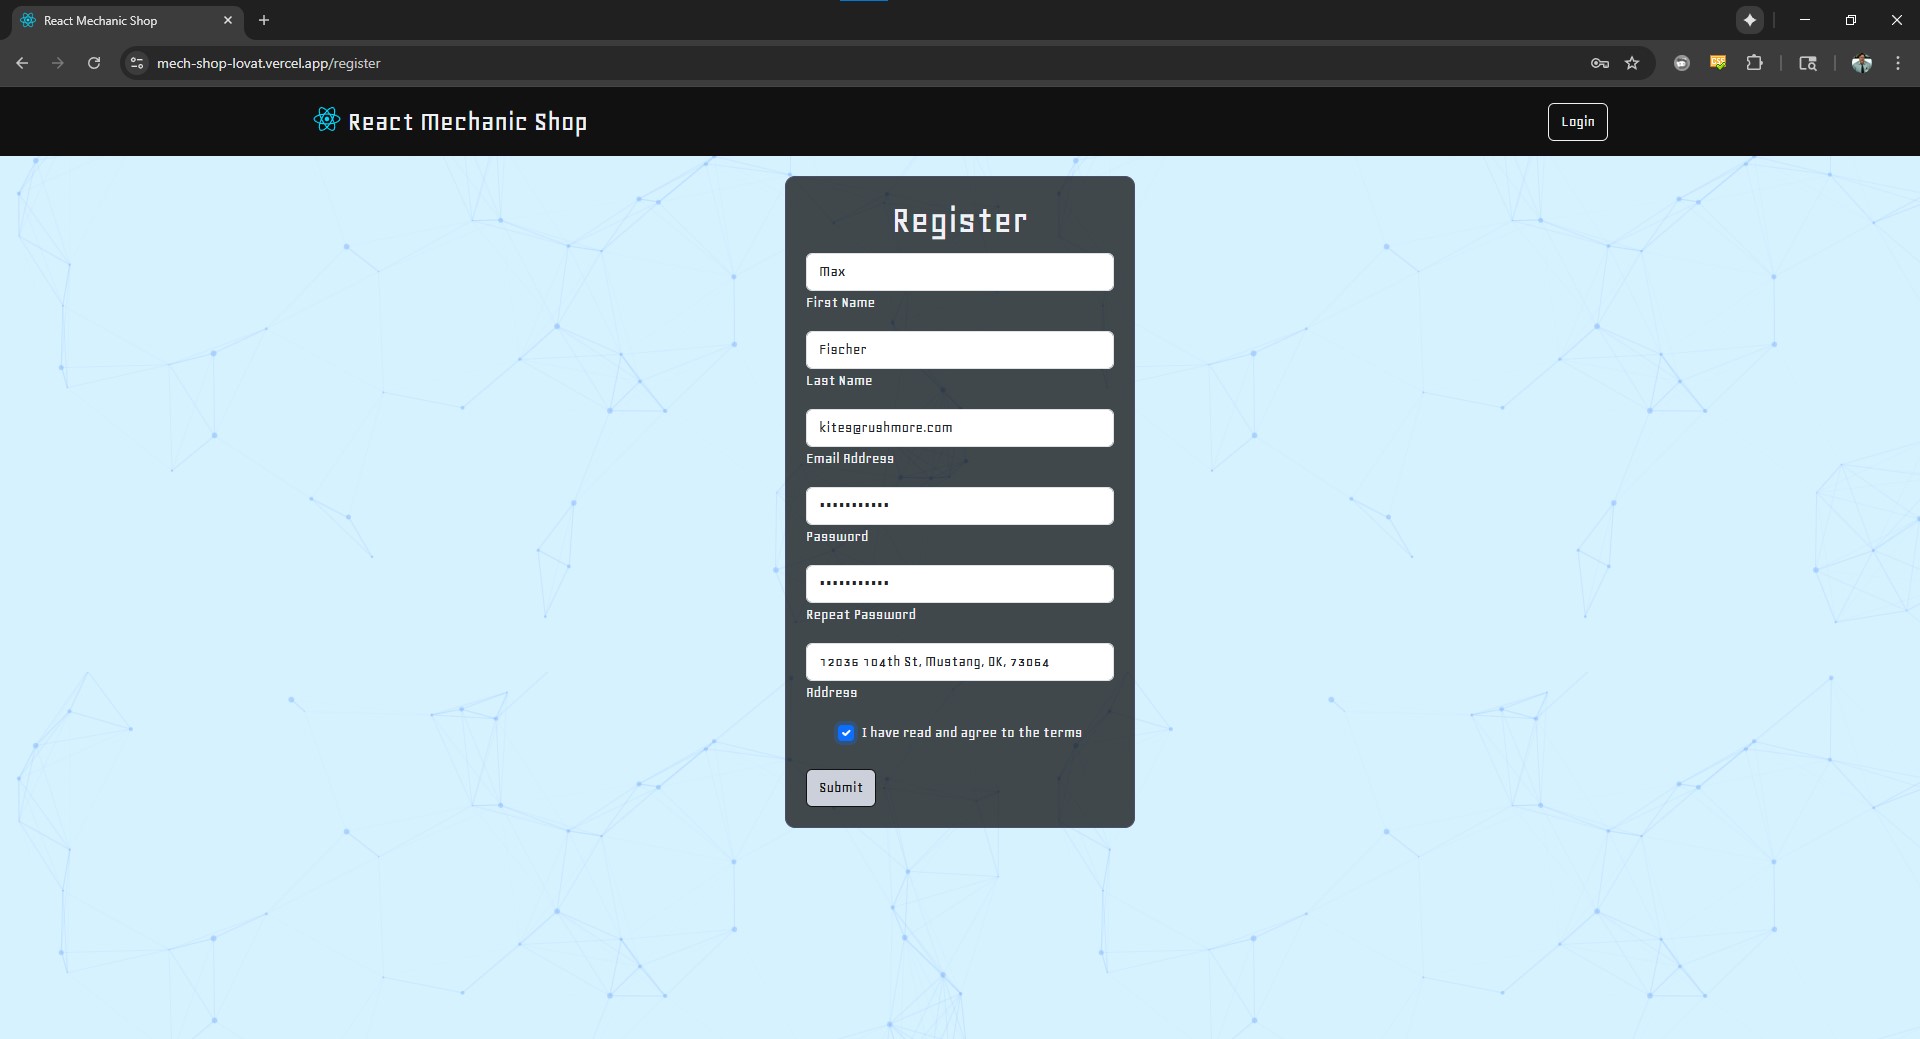 React Mechanic Shop
mech-shop-lovat.vercel.app/register
React Mechanic Shop
Login
Register
Max
First Name
Fischer
Last Name
kites@rushmore.com
Email Address
•••••••••••
Password
•••••••••••
Repeat Password
12036 104th St, Mustang, OK, 73064
Address
I have read and agree to the terms
Submit